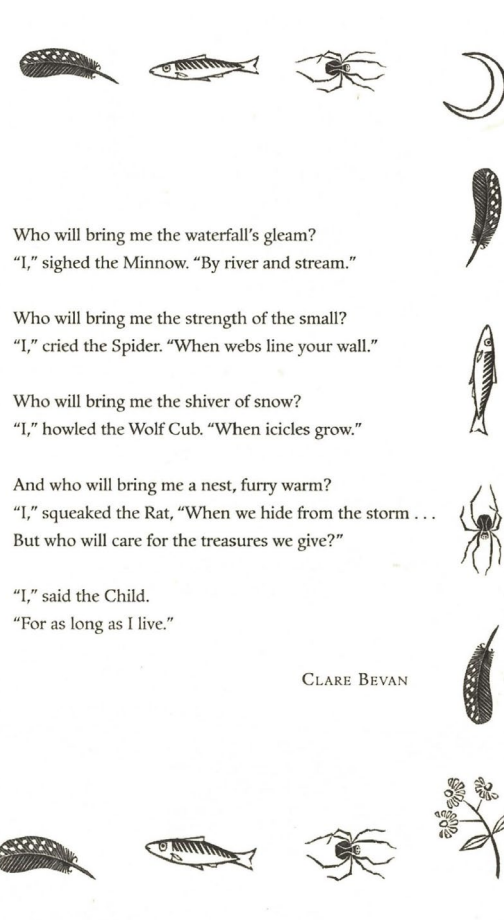 Who will bring me the waterfall’s gleam?
“I,” sighed the Minnow. “By river and stream.”
Who will bring me the strength of the small?
“I,” cried the Spider. “When webs line your wall.”
Who will bring me the shiver of snow?
“I,” howled the Wolf Cub. “When icicles grow.”
And who will bring me a nest, furry warm?
“I,” squeaked the Rat, “When we hide from the storm . . .
But who will care for the treasures we give?”
“I,” said the Child.
“For as long as I live.”
CLARE BEVAN